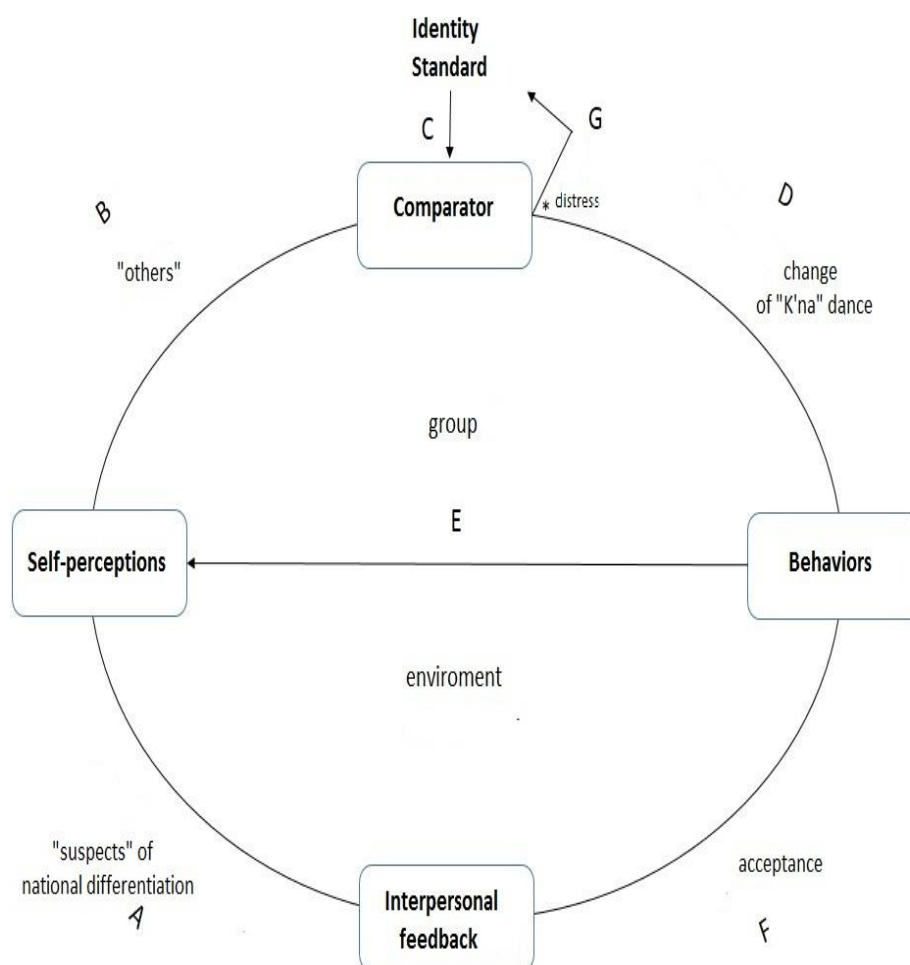 Identity
Standard
C
G
Comparator
* distress
B
D
"others"
change
of "K'na" dance
group
E
Self-perceptions
Behaviors
enviroment
"suspects" of
national differentiation
A
Interpersonal
feedback
acceptance
F